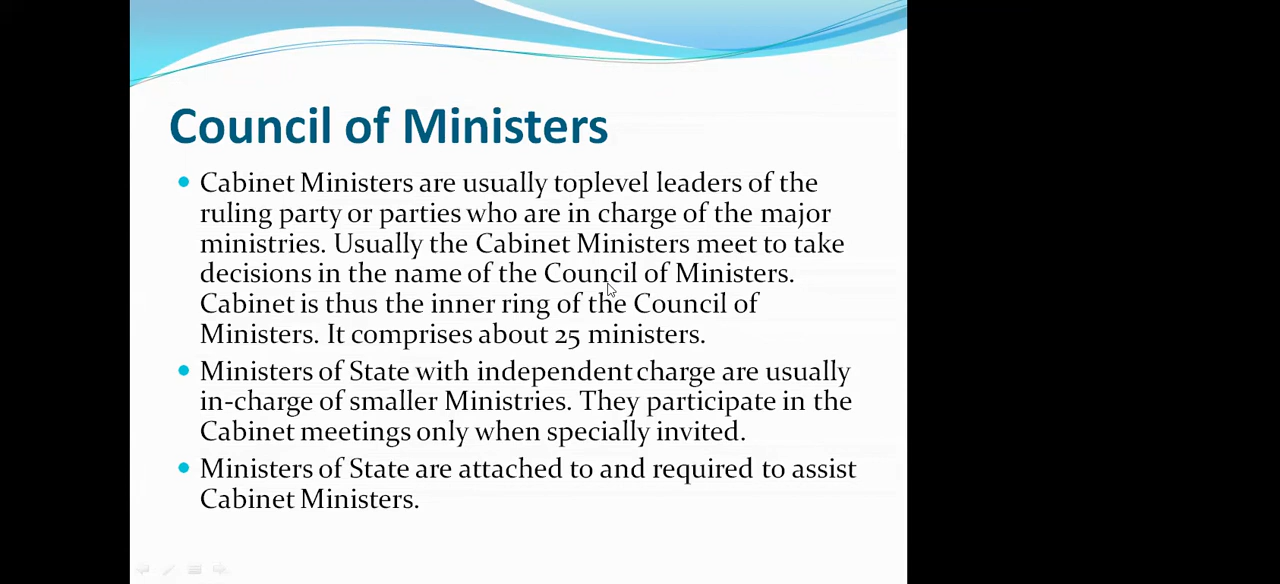 Council of Ministers
Cabinet Ministers are usually toplevel leaders of the
ruling party or parties who are in charge of the major
ministries. Usually the Cabinet Ministers meet to take
decisions in the name of the Council of Ministers.
Cabinet is thus the inner ring of the Council of
Ministers. It comprises about 25 ministers.
Ministers of State with independent charge are usually
in-charge of smaller Ministries. They participate in the
Cabinet meetings only when specially invited.
Ministers of State are attached to and required to assist
Cabinet Ministers.